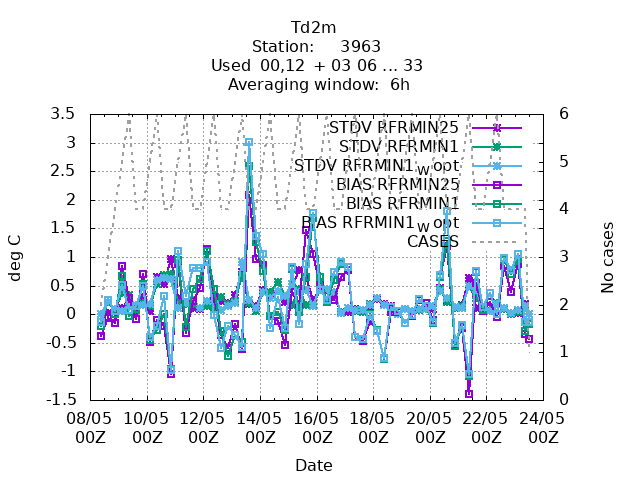 Td2m
Station: 3963
Used 00,12 + 03 06 ... 33
Averaging window: 6h
3.5
3
2.5
2
1.5
1
0.5
0
-0.5
-1
-1.5
6
5
4
3
2
1
0
deg C
No cases
STDV RFRMIN25
STDV RFRMIN1
STDV RFRMIN1_w opt
BIAS RFRMIN25
BIAS RFRMIN1
BIAS RFRMIN1_w opt
CASES
08/05 10/05 12/05 14/05 16/05 18/05 20/05 22/05 24/05
00Z 00Z 00Z 00Z 00Z 00Z 00Z 00Z 00Z
Date